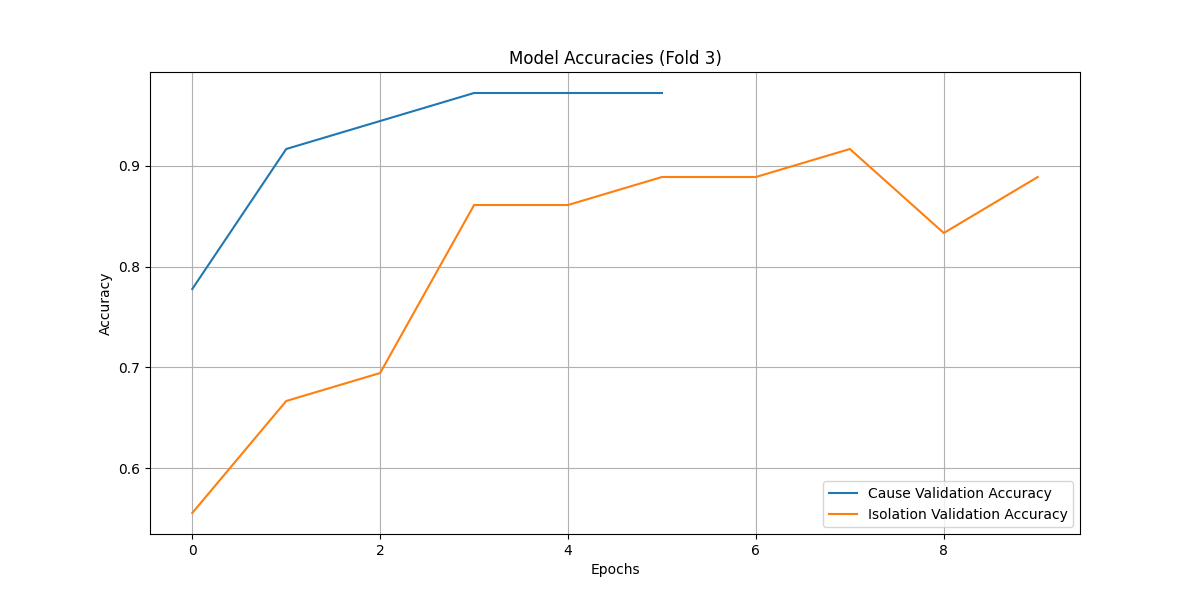 Model Accuracies (Fold 3)
Accuracy
0.9
0.8
0.7
0.6
0 2 4 6 8
Epochs
Cause Validation Accuracy
Isolation Validation Accuracy